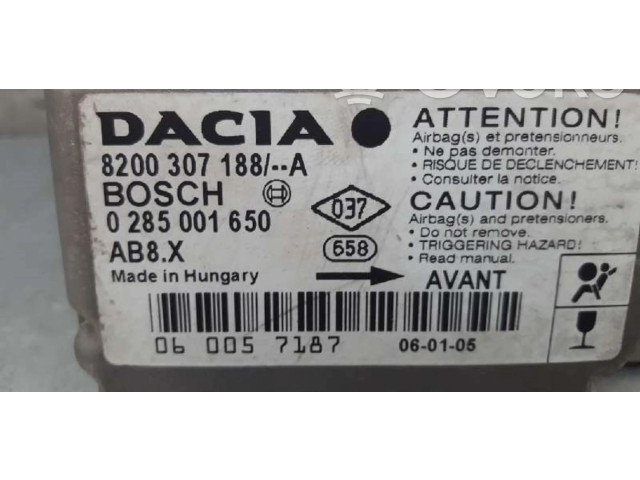 DACIA
8200 307 188/--A
BOSCH
0 285 001 650
AB8.X
Made in Hungary
037
658
AVANT
ATTENTION!
Airbag(s) et pretensionneurs.
• Ne pas demonter.
• RISQUE DE DECLENCHEMENT!
• Consulter la notice.
CAUTION!
Airbag(s) and pretensioners.
• Do not remove.
• TRIGGERING HAZARD!
• Read manual.
06 005 7187
06-01-05